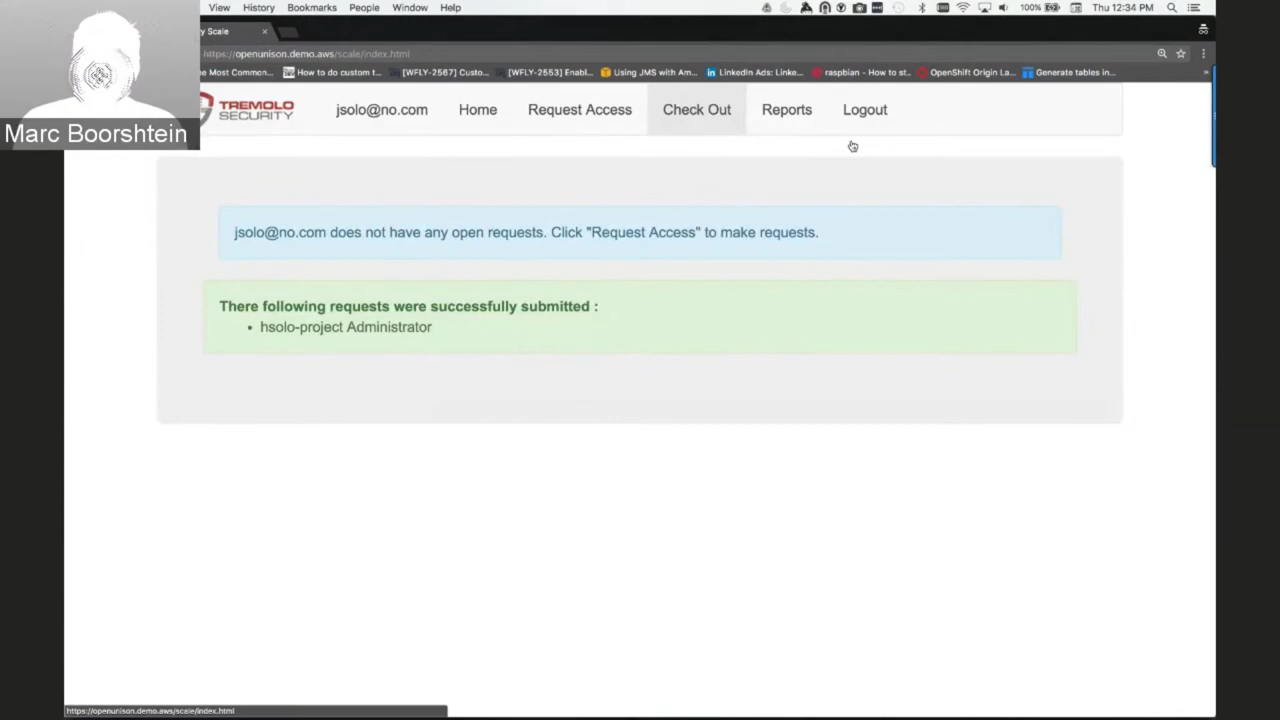 View History Bookmarks People Window Help 100% Thu 12:34 PM
y Scale
https://openunison.demo.aws/scale/index.html
e Most Common... How to do custom t... [WFLY-2567] Custo... [WFLY-2553] Enabl... Using JMS with Am... LinkedIn Ads: Linke... raspbian - How to st... OpenShift Origin La... Generate tables in... »
TREMOLO SECURITY
jsolo@no.com Home Request Access Check Out Reports Logout
Marc Boorshtein
jsolo@no.com does not have any open requests. Click "Request Access" to make requests.
There following requests were successfully submitted :
• hsolo-project Administrator
https://openunison.demo.aws/scale/index.html